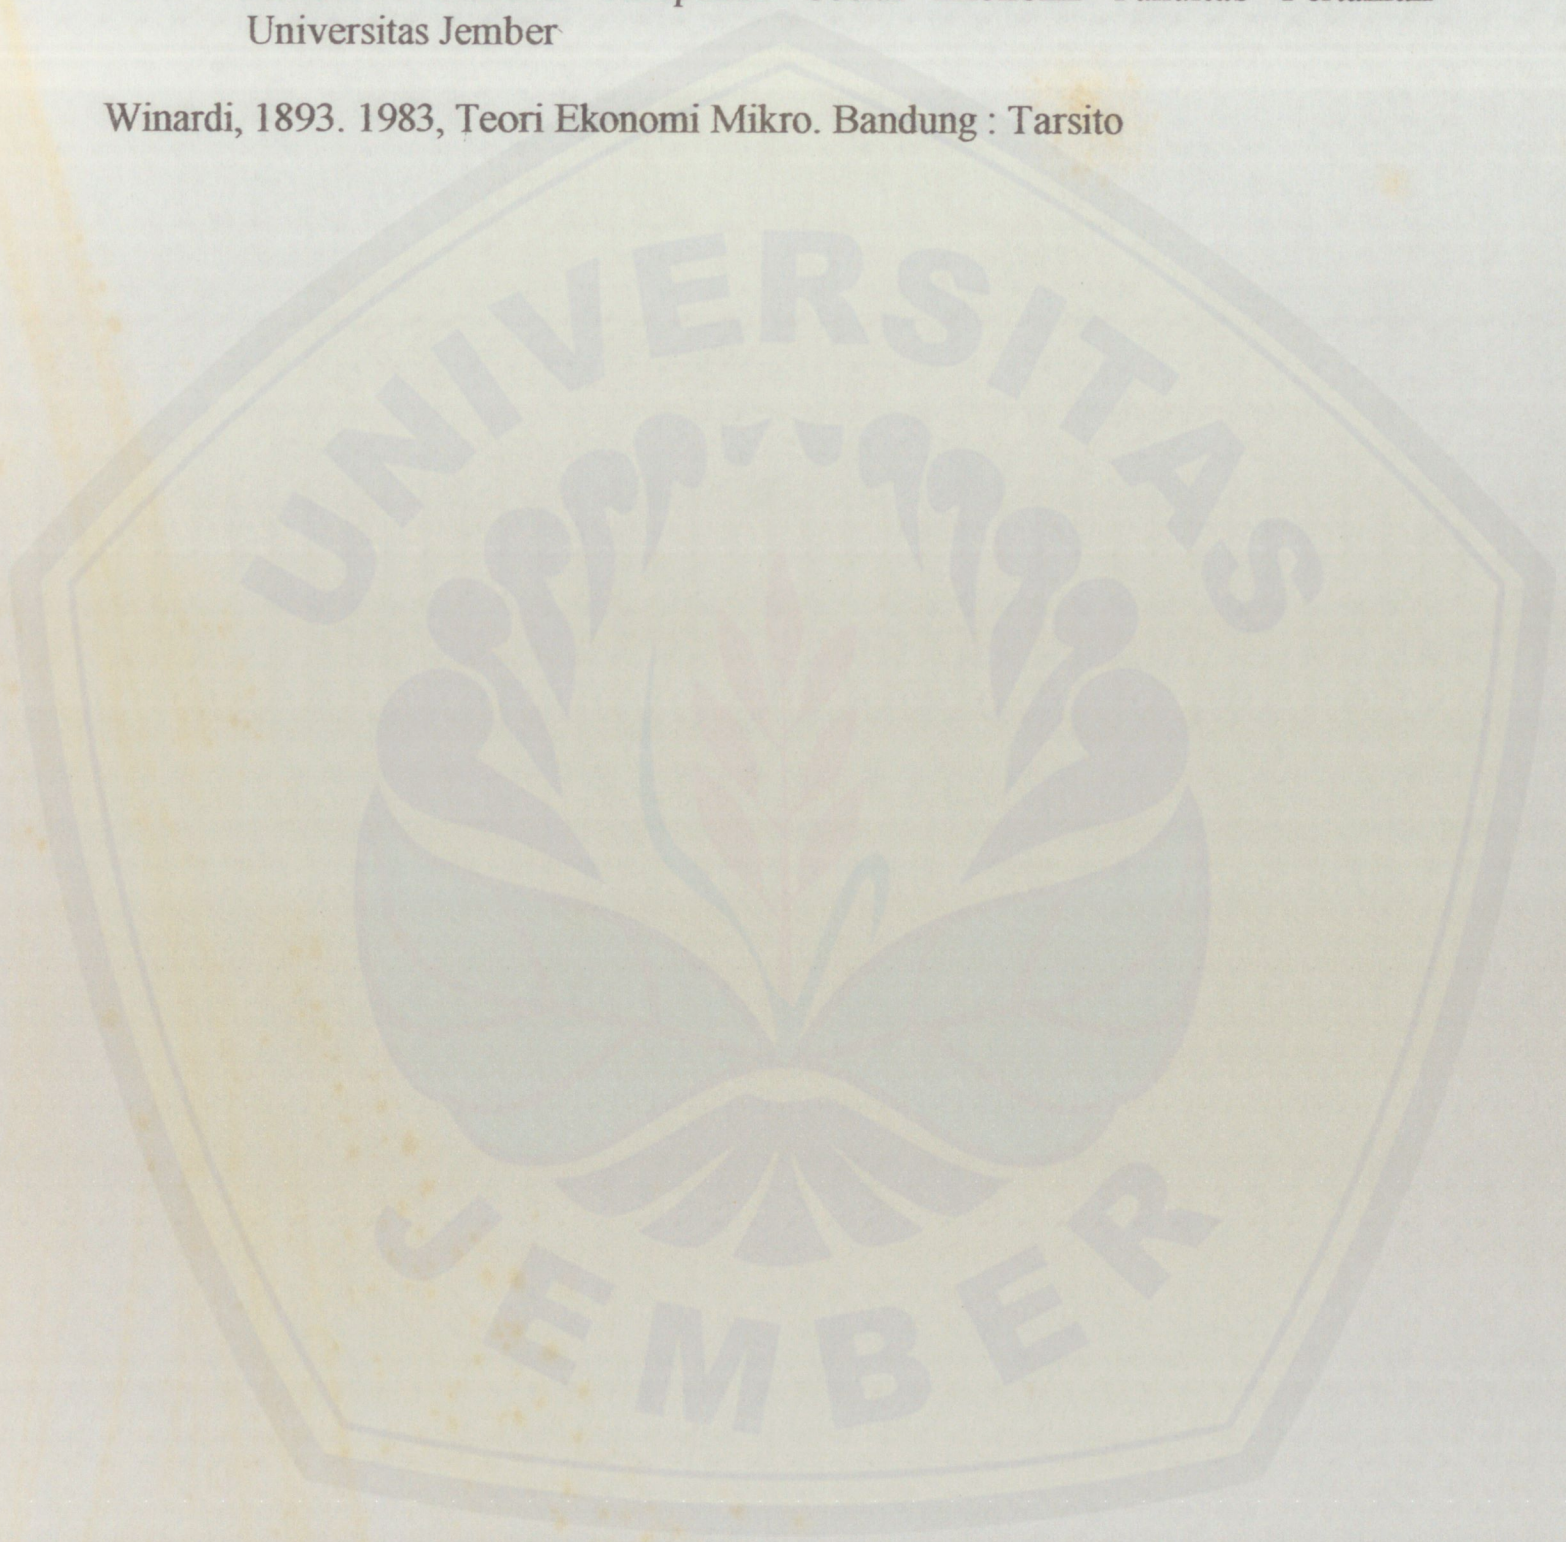 Universitas Jember
Winardi, 1893. 1983, Teori Ekonomi Mikro. Bandung : Tarsito
UNIVERSITAS
JEMBER